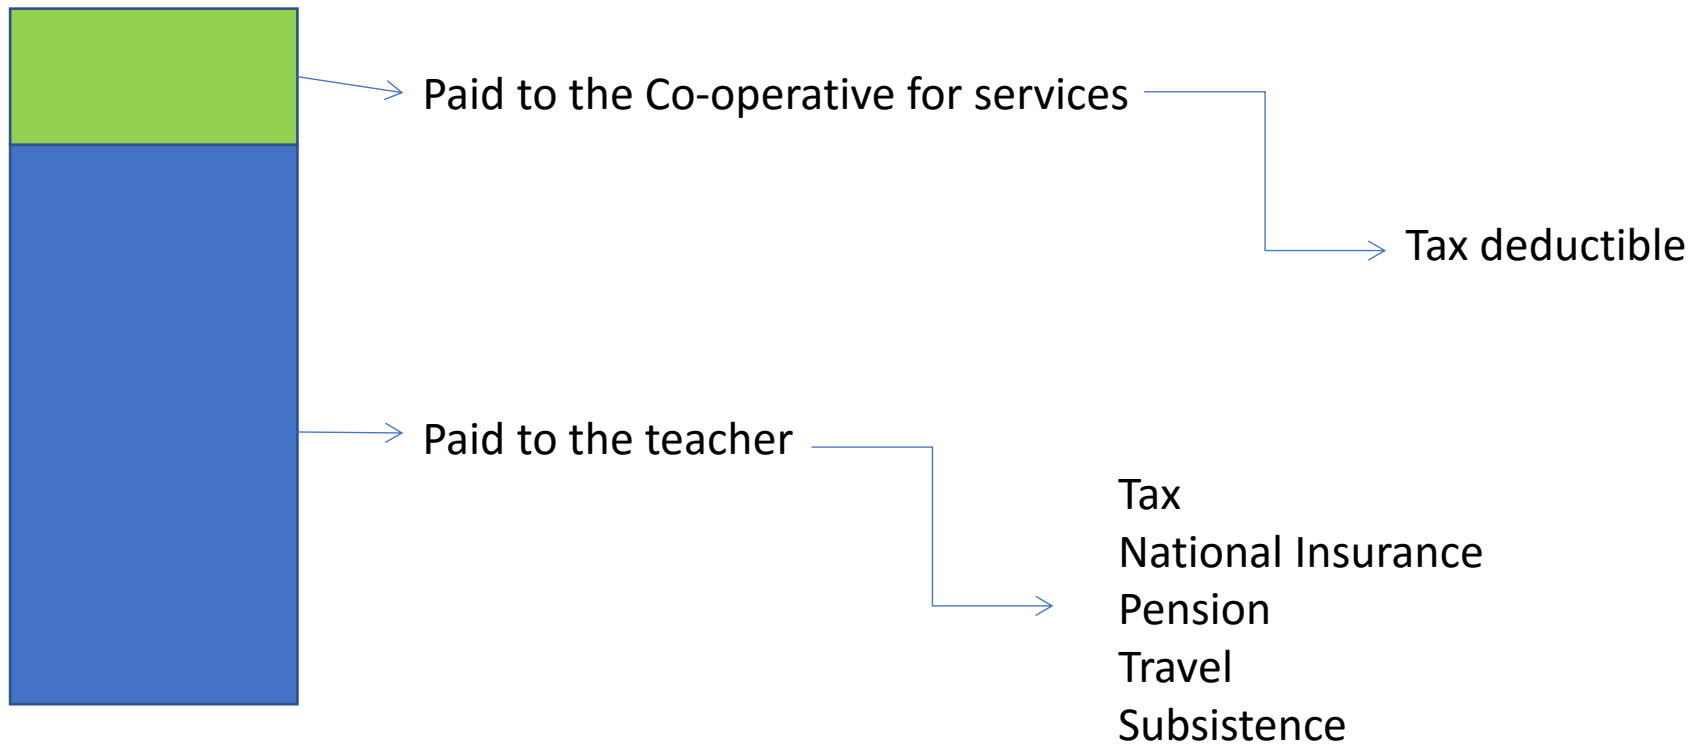 Paid to the Co-operative for services
Tax deductible
Paid to the teacher
Tax
National Insurance
Pension
Travel
Subsistence